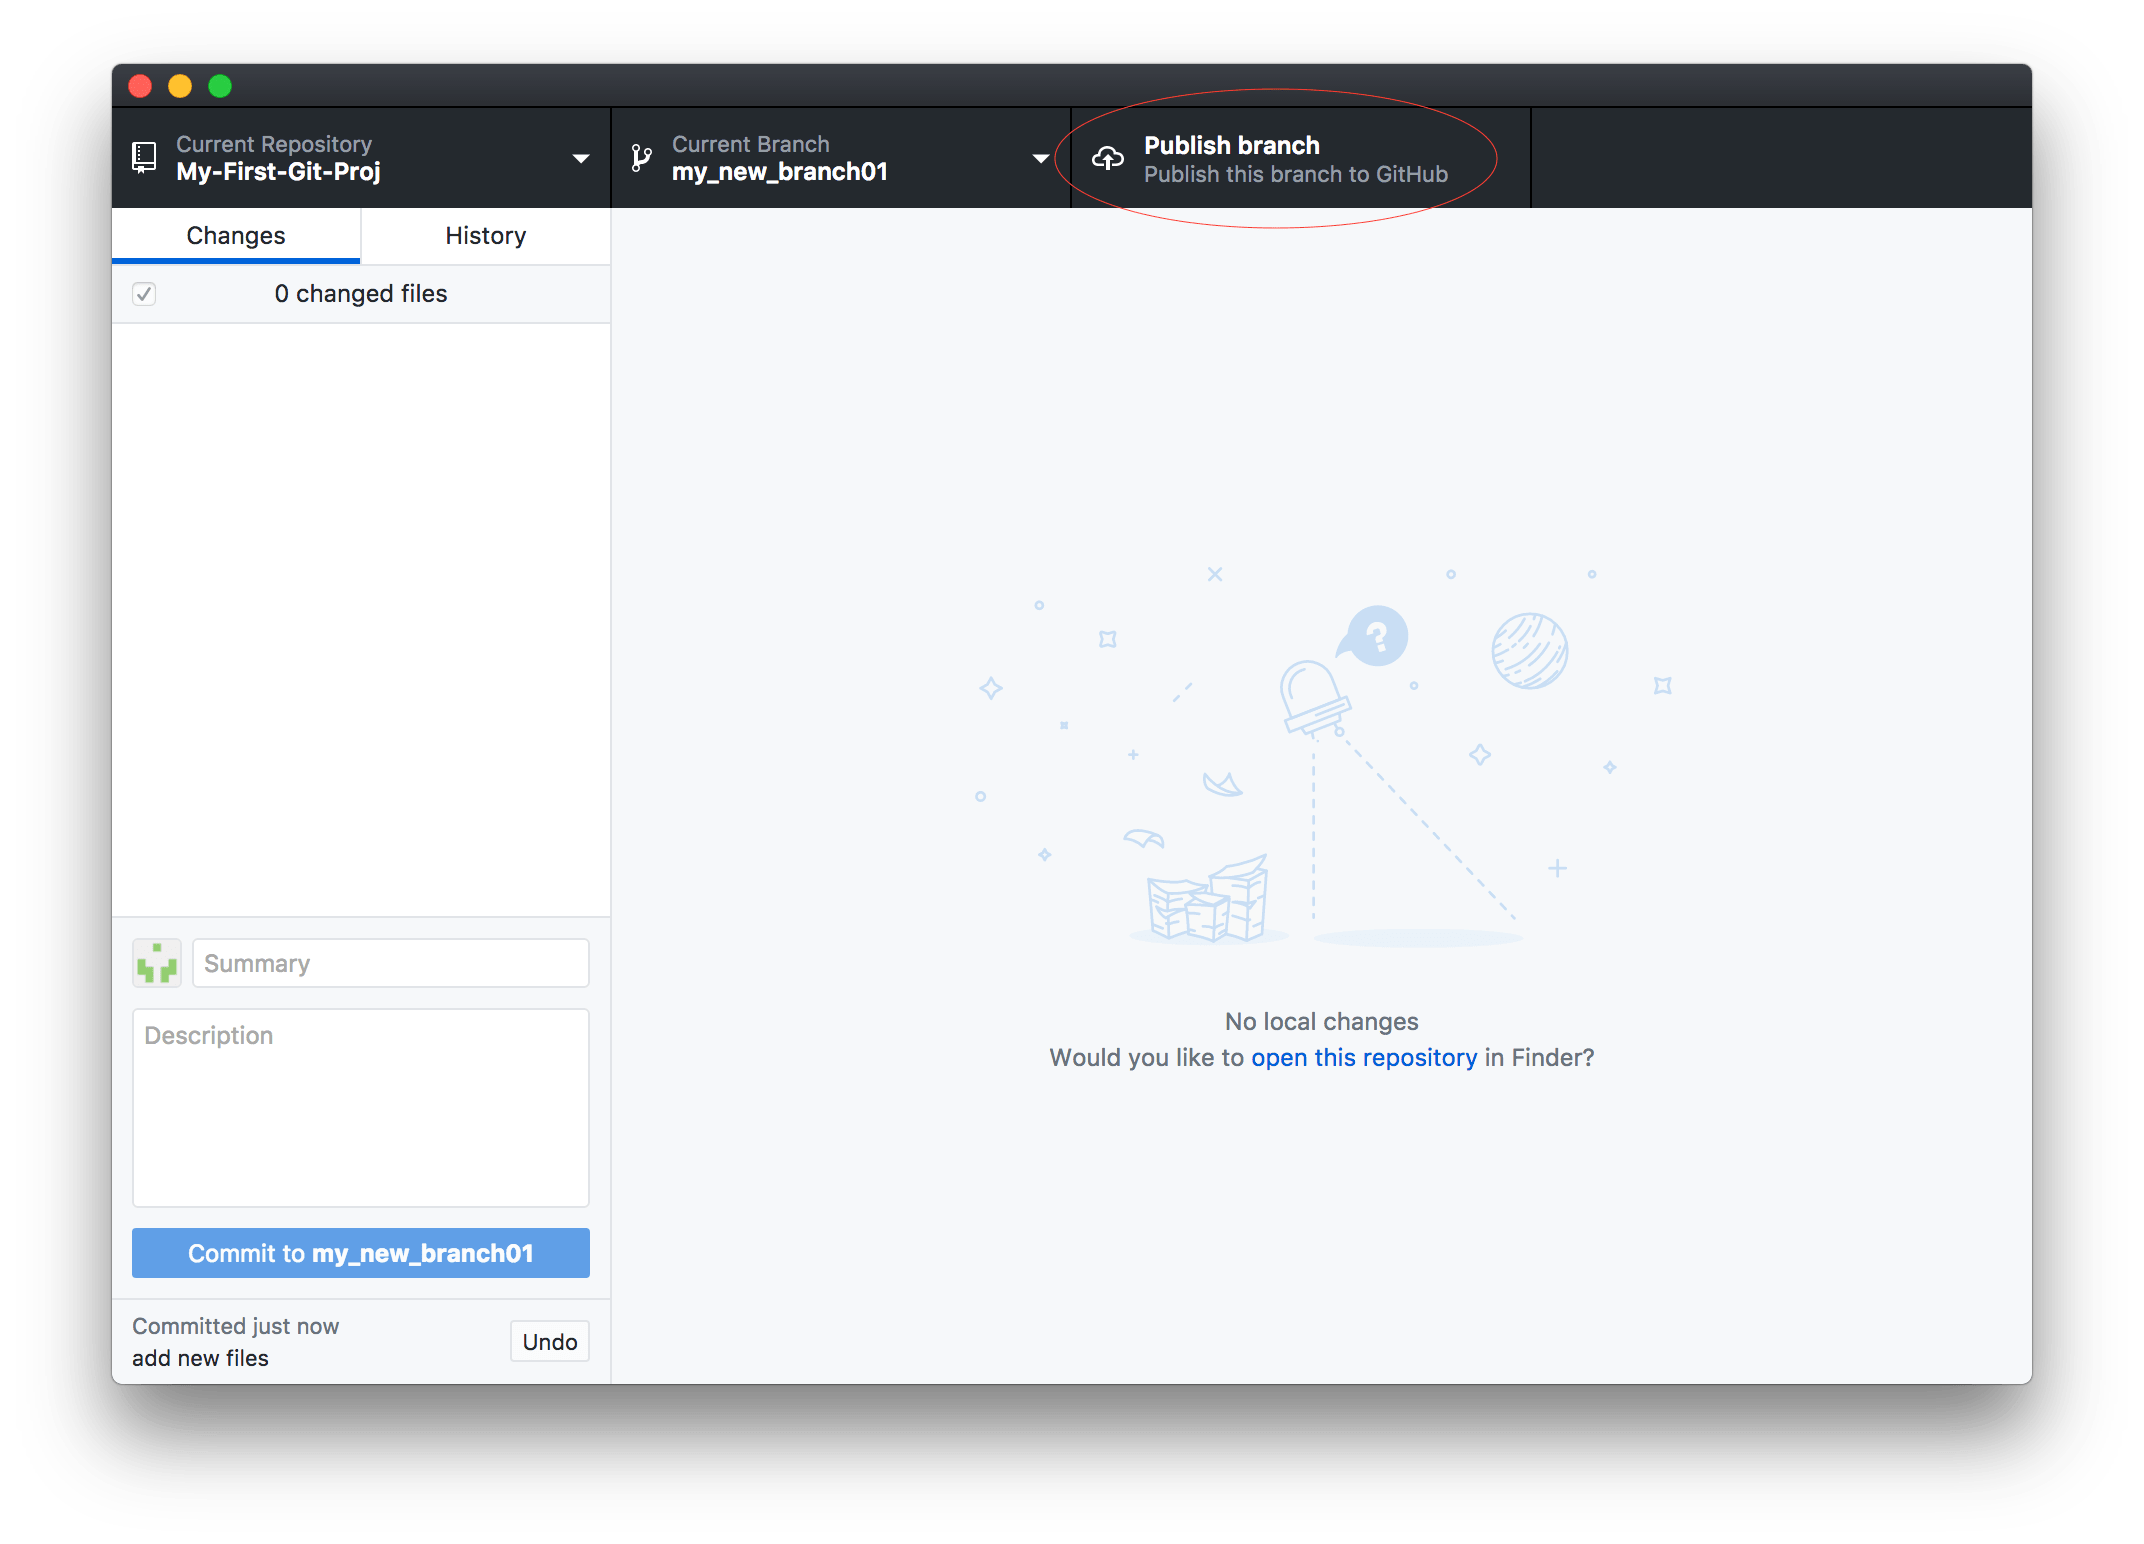 Current Repository
My-First-Git-Proj
Current Branch
my_new_branch01
Publish branch
Publish this branch to GitHub
Changes
History
0 changed files
?
No local changes
Would you like to open this repository in Finder?
Summary
Description
Commit to my_new_branch01
Committed just now
add new files
Undo